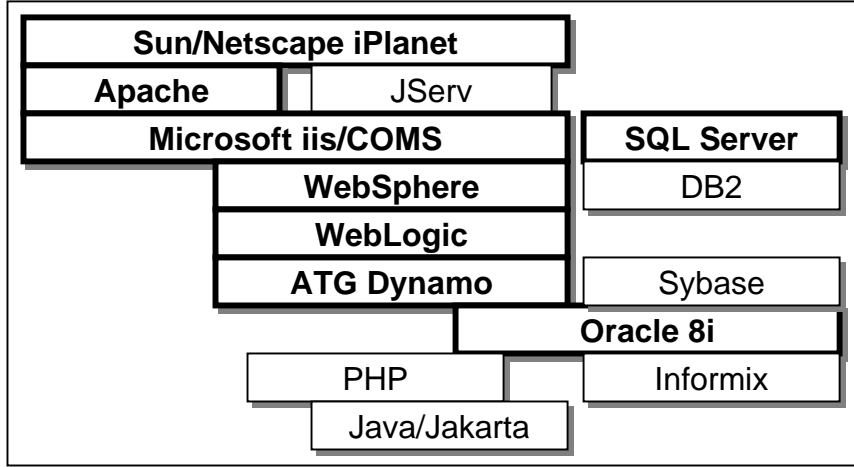 Sun/Netscape iPlanet
Apache JServ
Microsoft iis/COMS SQL Server
WebSphere DB2
WebLogic
ATG Dynamo Sybase
Oracle 8i
PHP Informix
Java/Jakarta